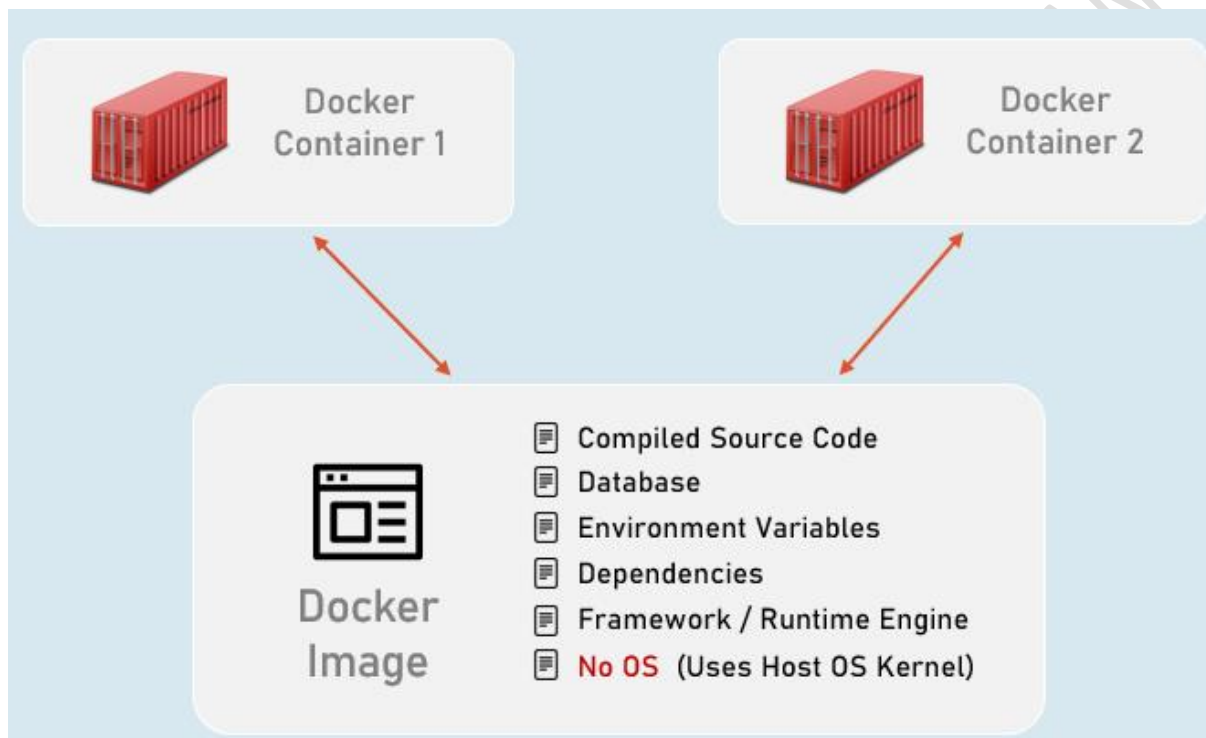 Docker
Container 1
Docker
Container 2
Compiled Source Code
Database
Environment Variables
Dependencies
Framework / Runtime Engine
No OS (Uses Host OS Kernel)
Docker
Image